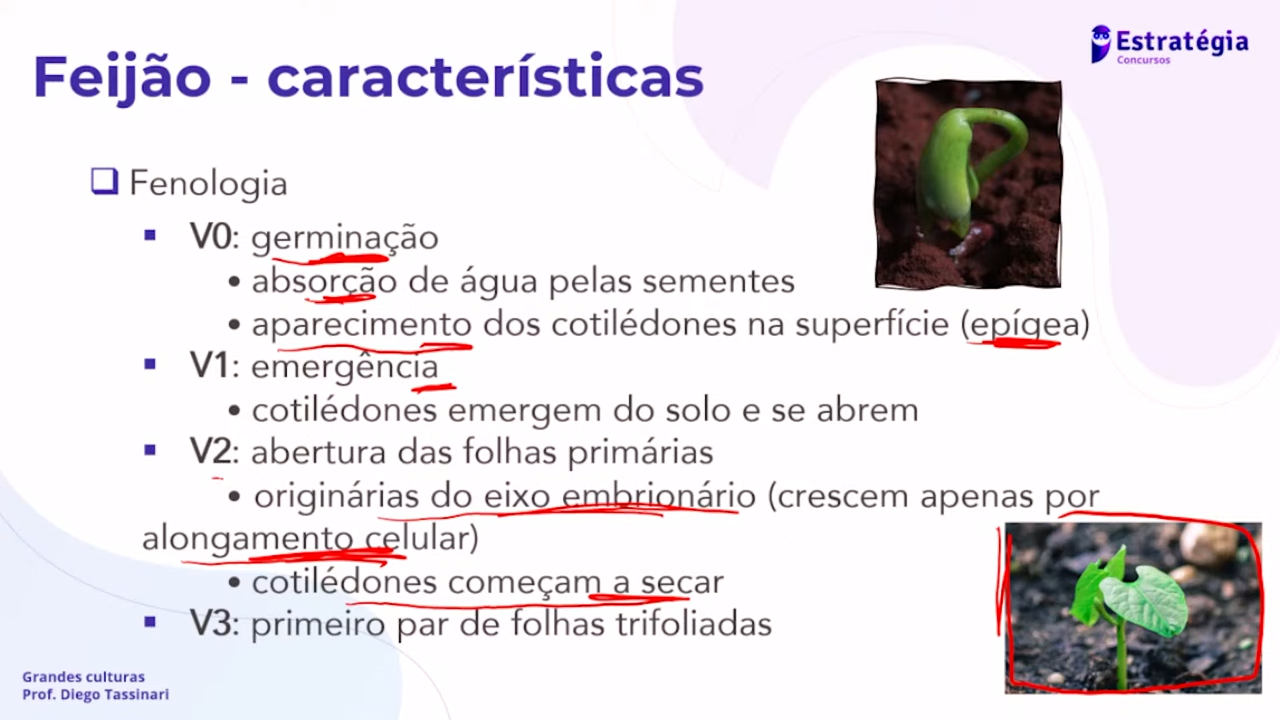 Estratégia
Concursos
Feijão - características
Fenologia
V0: germinação
• absorção de água pelas sementes
• aparecimento dos cotilédones na superfície (epígea)
V1: emergência
• cotilédones emergem do solo e se abrem
V2: abertura das folhas primárias
• originárias do eixo embrionário (crescem apenas por
alongamento celular)
• cotilédones começam a secar
V3: primeiro par de folhas trifoliadas
Grandes culturas
Prof. Diego Tassinari